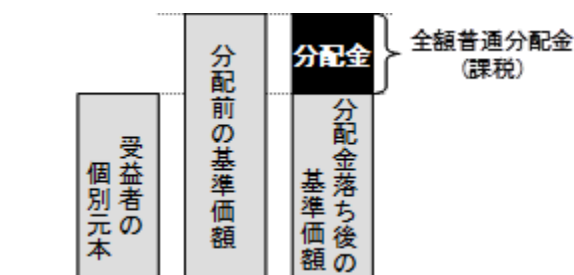 受益者の
個別元本
分配前の基準価額
分配金
分配金落ち後の
基準価額
全額普通分配金
(課税)